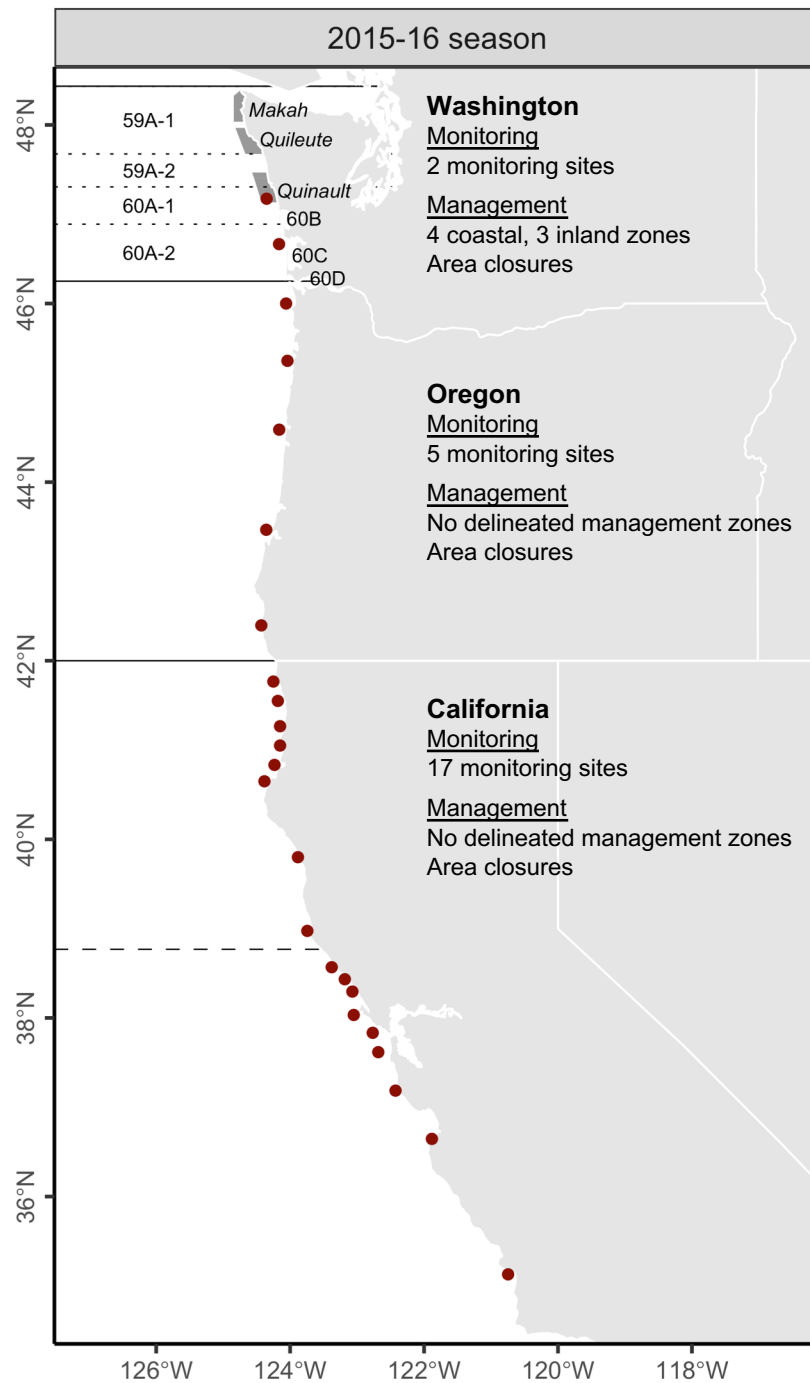 2015-16 season
48°N
46°N
44°N
42°N
40°N
38°N
36°N
59A-1
59A-2
60A-1
60A-2
Makah
Quileute
Quinault
60B
60C
60D
Washington
Monitoring
2 monitoring sites
Management
4 coastal, 3 inland zones
Area closures
Oregon
Monitoring
5 monitoring sites
Management
No delineated management zones
Area closures
California
Monitoring
17 monitoring sites
Management
No delineated management zones
Area closures
126°W
124°W
122°W
120°W
118°W